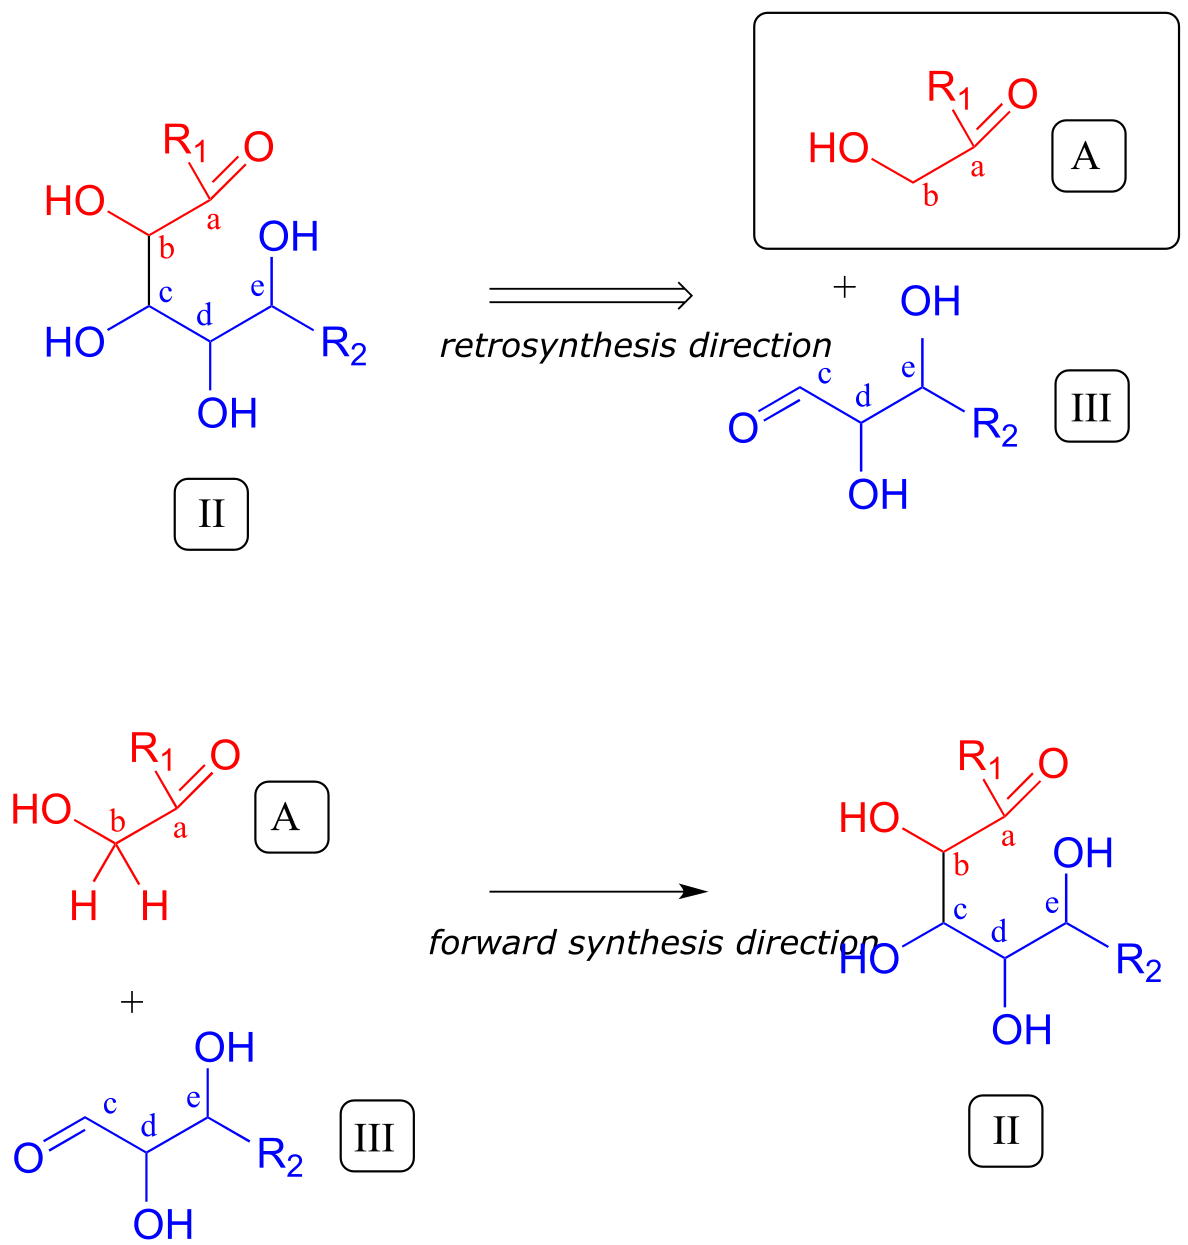 R1
O
HO
a
b
OH
c
e
d
HO
R2
OH
II
retrosynthesis direction
R1
O
HO
a
b
A
+
OH
c
e
d
O
R2
OH
III
R1
O
HO
b
a
A
H H
+
OH
c
e
d
O
R2
OH
III
forward synthesis direction
R1
O
HO
a
b
OH
c
e
d
HO
R2
OH
II